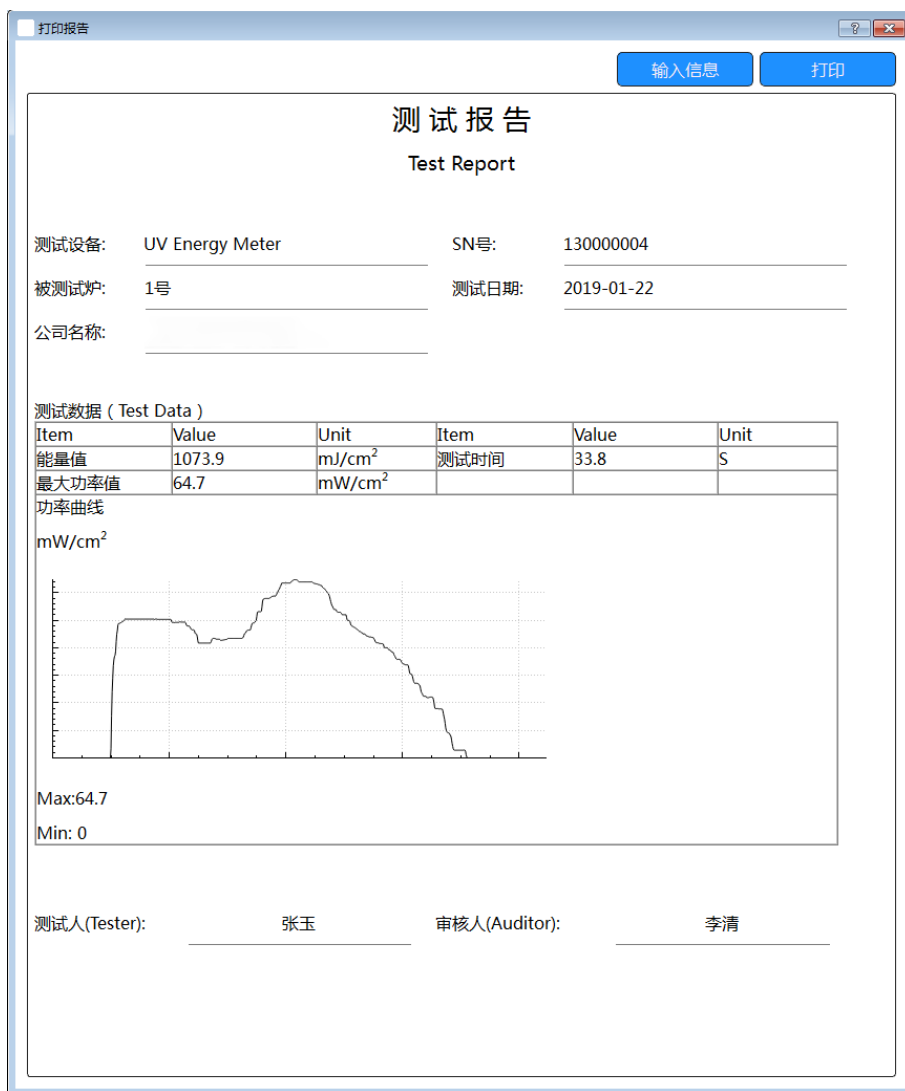 打印报告
输入信息 打印
测试报告
Test Report
测试设备: UV Energy Meter SN号: 130000004
被测试炉: 1号 测试日期: 2019-01-22
公司名称:
测试数据 ( Test Data )
Item Value Unit Item Value Unit
能量值 1073.9 mJ/cm² 测试时间 33.8 S
最大功率值 64.7 mW/cm²
功率曲线
mW/cm²
Max:64.7
Min: 0
测试人(Tester): 张玉 审核人(Auditor): 李清